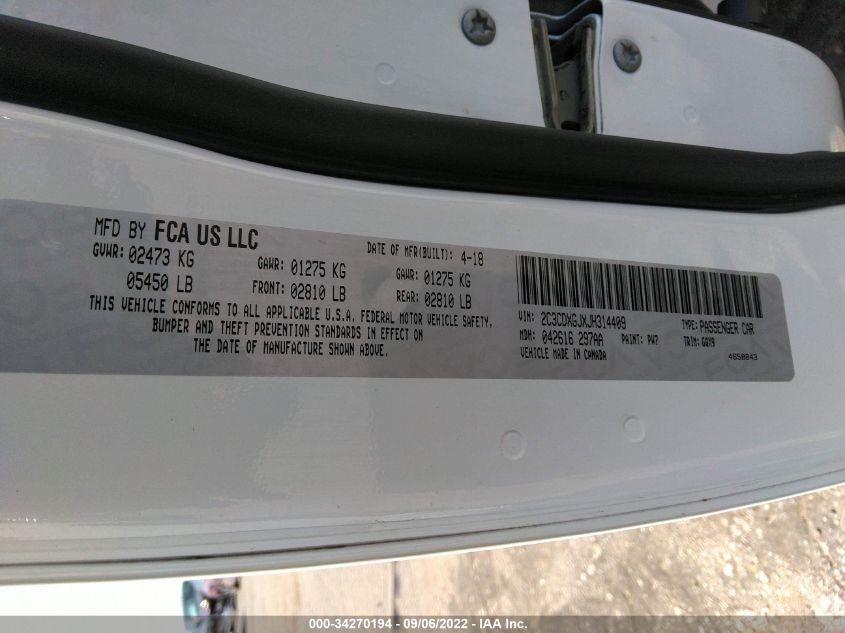 MFD BY FCA US LLC
DATE OF MFR(BUILT): 4-18
GVWR: 02473 KG GAWR: 01275 KG GAWR: 01275 KG
05450 LB FRONT: 02810 LB REAR: 02810 LB
THIS VEHICLE CONFORMS TO ALL APPLICABLE U.S.A. FEDERAL MOTOR VEHICLE SAFETY,
BUMPER AND THEFT PREVENTION STANDARDS IN EFFECT ON
THE DATE OF MANUFACTURE SHOWN ABOVE.
VIN: 2C3CDXGJXJH314409 TYPE: PASSENGER CAR
MDH: 042616 297AA PAINT: PW7 TRIM: GQX9
VEHICLE MADE IN CANADA 4658843
000-34270194 - 09/06/2022 - IAA Inc.